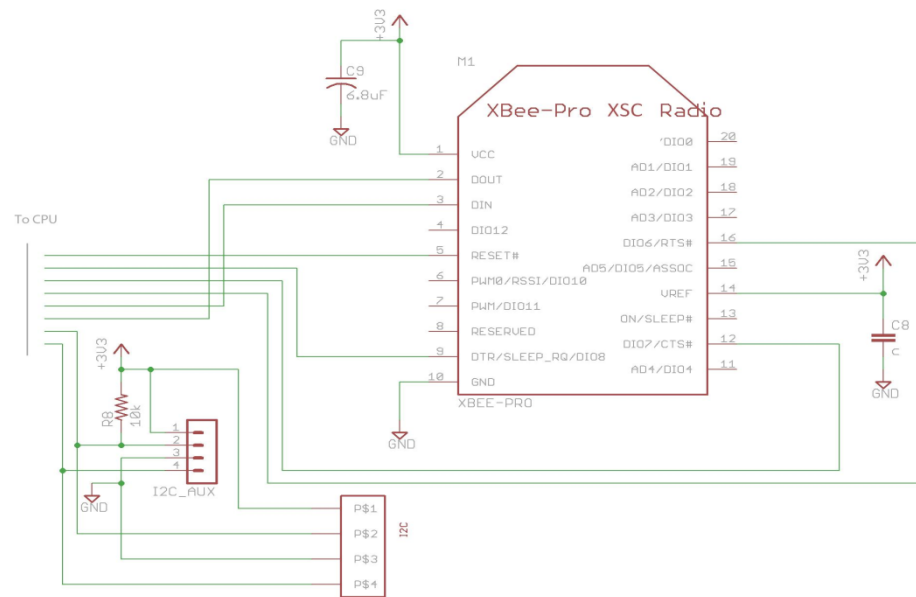 +3V3
M1
C9
6.8uF
GND
XBee-Pro XSC Radio
1 VCC
2 DOUT
3 DIN
4 DIO12
5 RESET#
6 PWM0/RSSI/DIO10
7 PWM/DIO11
8 RESERVED
9 DTR/SLEEP_RQ/DIO8
10 GND
'DIO0 20
AD1/DIO1 19
AD2/DIO2 18
AD3/DIO3 17
DIO6/RTS# 16
AD5/DIO5/ASSOC 15
VREF 14
ON/SLEEP# 13
DIO7/CTS# 12
AD4/DIO4 11
XBEE-PRO
GND
+3V3
C8
C
GND
To CPU
+3V3
R8
10k
1
2
3
4
I2C_AUX
GND
P$1
P$2
P$3
P$4
I2C